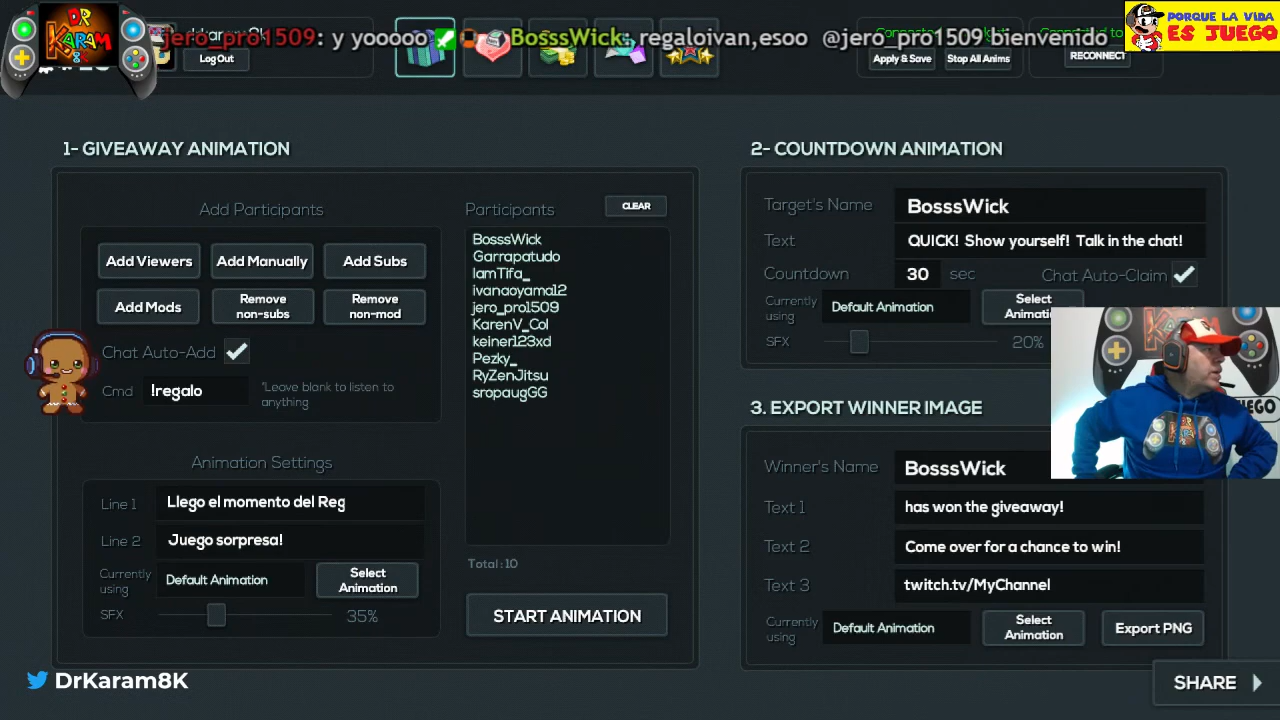 DR
KARAM
8K
jero_pro1509: y yooooo BosssWick: , regaloivan,esoo @jero_pro1509 bienvenido
Log Out
Apply & Save
Stop All Anims
RECONNECT
PORQUE LA VIDA
ES JUEGO
1- GIVEAWAY ANIMATION
Add Participants
Add Viewers
Add Manually
Add Subs
Add Mods
Remove non-subs
Remove non-mod
Chat Auto-Add
Cmd !regalo
*Leave blank to listen to
anything
Animation Settings
Line 1 Llego el momento del Reg
Line 2 Juego sorpresa!
Currently using Default Animation
Select Animation
SFX 35%
Participants
CLEAR
BosssWick
Garrapatudo
IamTifa_
ivanaoyama12
jero_pro1509
KarenV_Col
keiner123xd
Pezky_
RyZenJitsu
sropaugGG
Total: 10
START ANIMATION
2- COUNTDOWN ANIMATION
Target's Name BosssWick
Text QUICK! Show yourself! Talk in the chat!
Countdown 30 sec Chat Auto-Claim
Currently using Default Animation
Select
SFX 20%
3. EXPORT WINNER IMAGE
Winner's Name BosssWick
Text 1 has won the giveaway!
Text 2 Come over for a chance to win!
Text 3 twitch.tv/MyChannel
Currently using Default Animation
Select Animation
Export PNG
SHARE
DrKaram8K